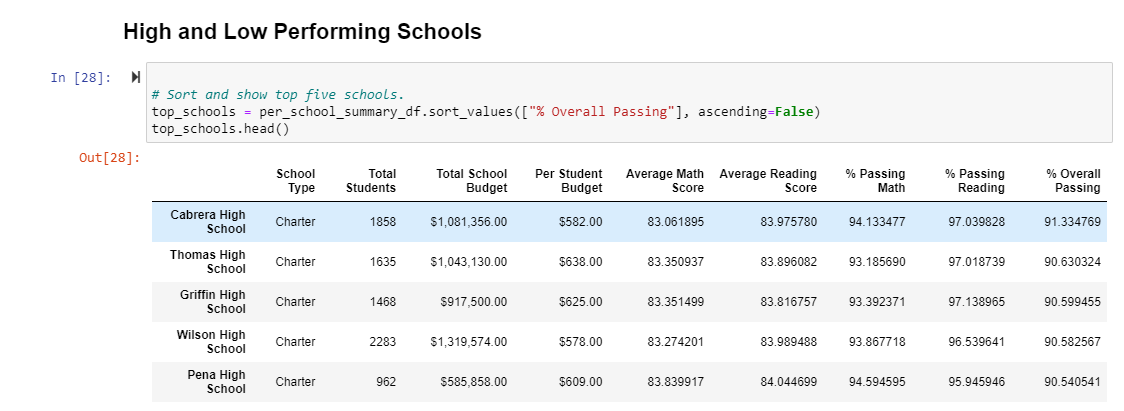 High and Low Performing Schools
In [28]:
# Sort and show top five schools.
top_schools = per_school_summary_df.sort_values(["% Overall Passing"], ascending=False)
top_schools.head()
Out[28]:
School Type Total Students Total School Budget Per Student Budget Average Math Score Average Reading Score % Passing Math % Passing Reading % Overall Passing
Cabrera High School Charter 1858 $1,081,356.00 $582.00 83.061895 83.975780 94.133477 97.039828 91.334769
Thomas High School Charter 1635 $1,043,130.00 $638.00 83.350937 83.896082 93.185690 97.018739 90.630324
Griffin High School Charter 1468 $917,500.00 $625.00 83.351499 83.816757 93.392371 97.138965 90.599455
Wilson High School Charter 2283 $1,319,574.00 $578.00 83.274201 83.989488 93.867718 96.539641 90.582567
Pena High School Charter 962 $585,858.00 $609.00 83.839917 84.044699 94.594595 95.945946 90.540541